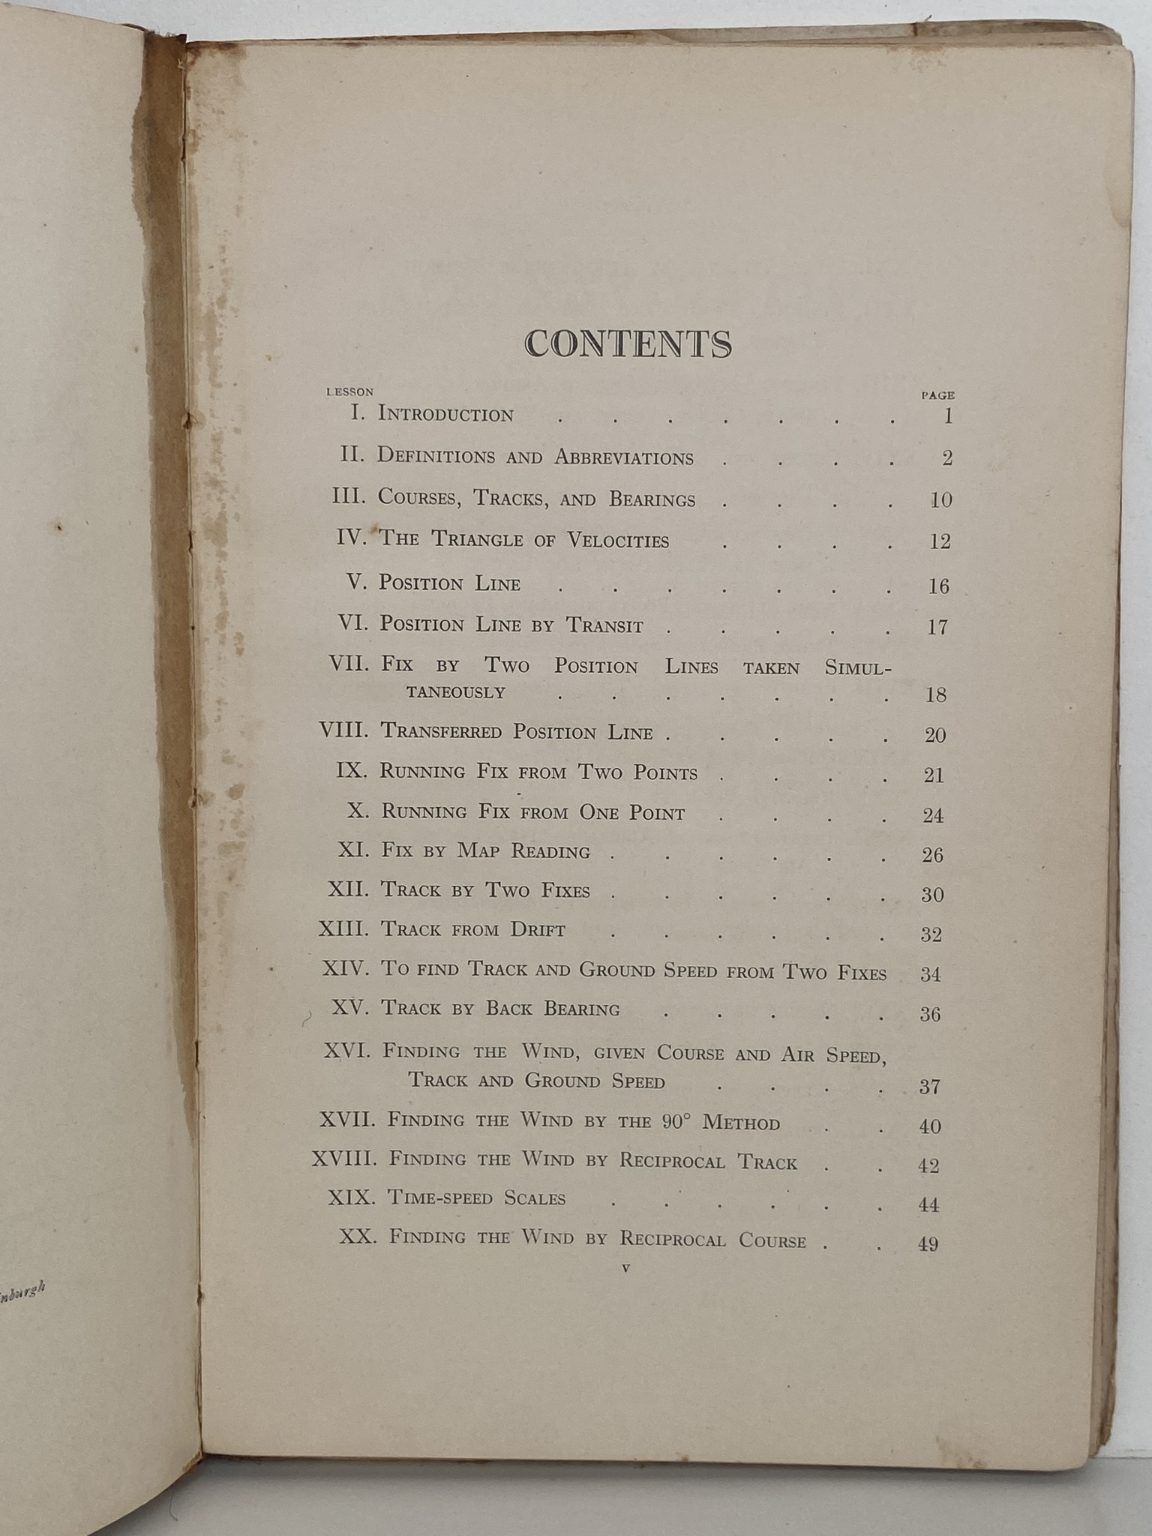 CONTENTS
LESSON PAGE
I. INTRODUCTION . . . . . . . 1
II. DEFINITIONS AND ABBREVIATIONS . . . . 2
III. COURSES, TRACKS, AND BEARINGS . . . . 10
IV. THE TRIANGLE OF VELOCITIES . . . . 12
V. POSITION LINE . . . . . . . 16
VI. POSITION LINE BY TRANSIT . . . . . 17
VII. FIX BY TWO POSITION LINES TAKEN SIMUL-
TANEOUSLY . . . . . . . 18
VIII. TRANSFERRED POSITION LINE . . . . . 20
IX. RUNNING FIX FROM TWO POINTS . . . . 21
X. RUNNING FIX FROM ONE POINT . . . . 24
XI. FIX BY MAP READING . . . . . . 26
XII. TRACK BY TWO FIXES . . . . . . 30
XIII. TRACK FROM DRIFT . . . . . . 32
XIV. TO FIND TRACK AND GROUND SPEED FROM TWO FIXES 34
XV. TRACK BY BACK BEARING . . . . . 36
XVI. FINDING THE WIND, GIVEN COURSE AND AIR SPEED,
TRACK AND GROUND SPEED . . . . 37
XVII. FINDING THE WIND BY THE 90° METHOD . . 40
XVIII. FINDING THE WIND BY RECIPROCAL TRACK . . 42
XIX. TIME-SPEED SCALES . . . . . . 44
XX. FINDING THE WIND BY RECIPROCAL COURSE . . 49
v